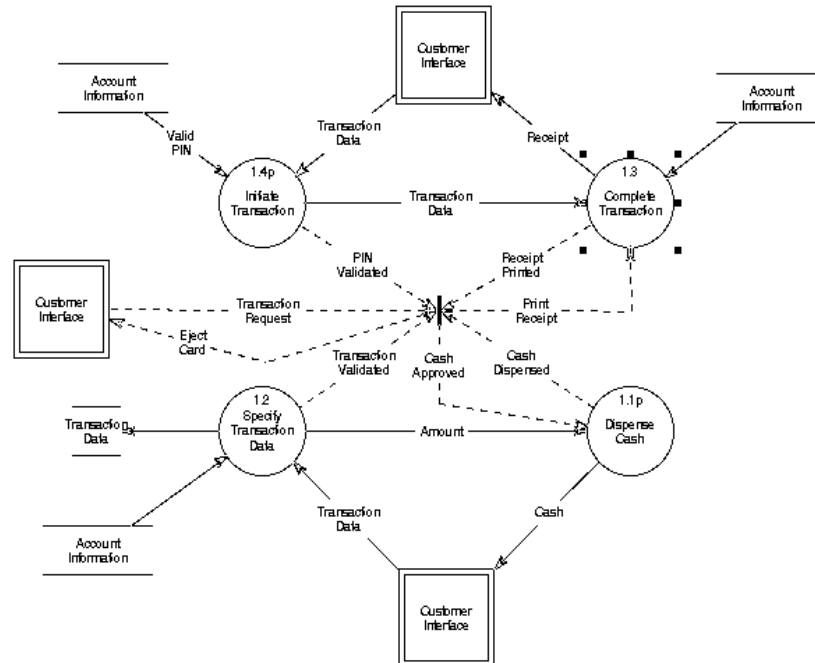 Customer
Interface
Account
Information
Account
Information
Transaction
Data
Receipt
Valid
PIN
1.4p
Initiate
Transaction
1.3
Complete
Transaction
Transaction
Data
PIN
Validated
Receipt
Printed
Customer
Interface
Transaction
Request
Print
Receipt
Eject
Card
Transaction
Validated
Cash
Approved
Cash
Dispensed
1.2
Specify
Transaction
Data
1.1p
Dispense
Cash
Transaction
Data
Amount
Transaction
Data
Cash
Account
Information
Customer
Interface